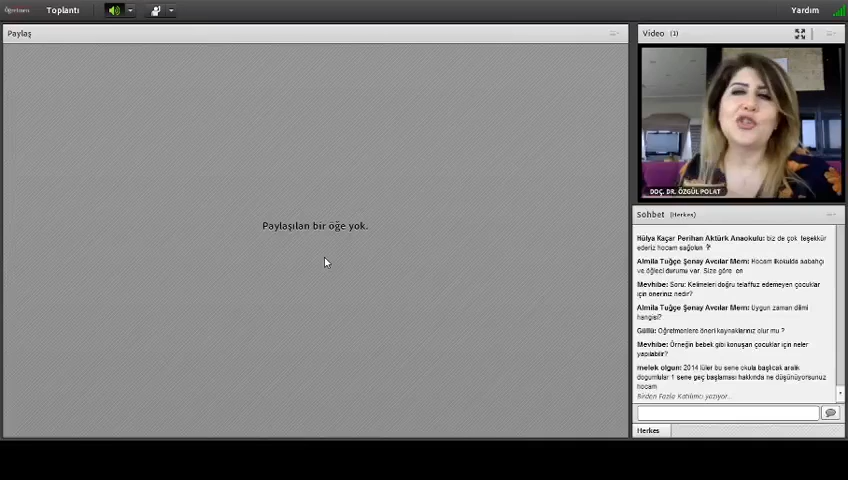 Öğretmen Toplantı Yardım
Paylaş
Video (1)
DOÇ. DR. ÖZGÜL POLAT
Paylaşılan bir öğe yok.
Sohbet (Herkes)
Hülya Kaçar Perihan Aktürk Anaokulu: biz de çok teşekkür
ederiz hocam sağolun ?
Almila Tuğçe Şenay Avcılar Mem: Hocam ilkokulda sabahçı
ve öğleci durumu var. Size göre en
Mevhibe: Soru: Kelimeleri doğru telaffuz edemeyen çocuklar
için öneriniz nedir?
Almila Tuğçe Şenay Avcılar Mem: Uygun zaman dilimi
hangisi?
Güllü: Öğretmenlere öneri kaynaklarınız olur mu ?
Mevhibe: Örneğin bebek gibi konuşan çocuklar için neler
yapılabilir?
melek olgun: 2014 lüler bu sene okula başlıcak aralık
dogumlular 1 sene geç başlaması hakkında ne düşünüyorsunuz
hocam
Birden Fazla Katılımcı yazıyor...
Herkes